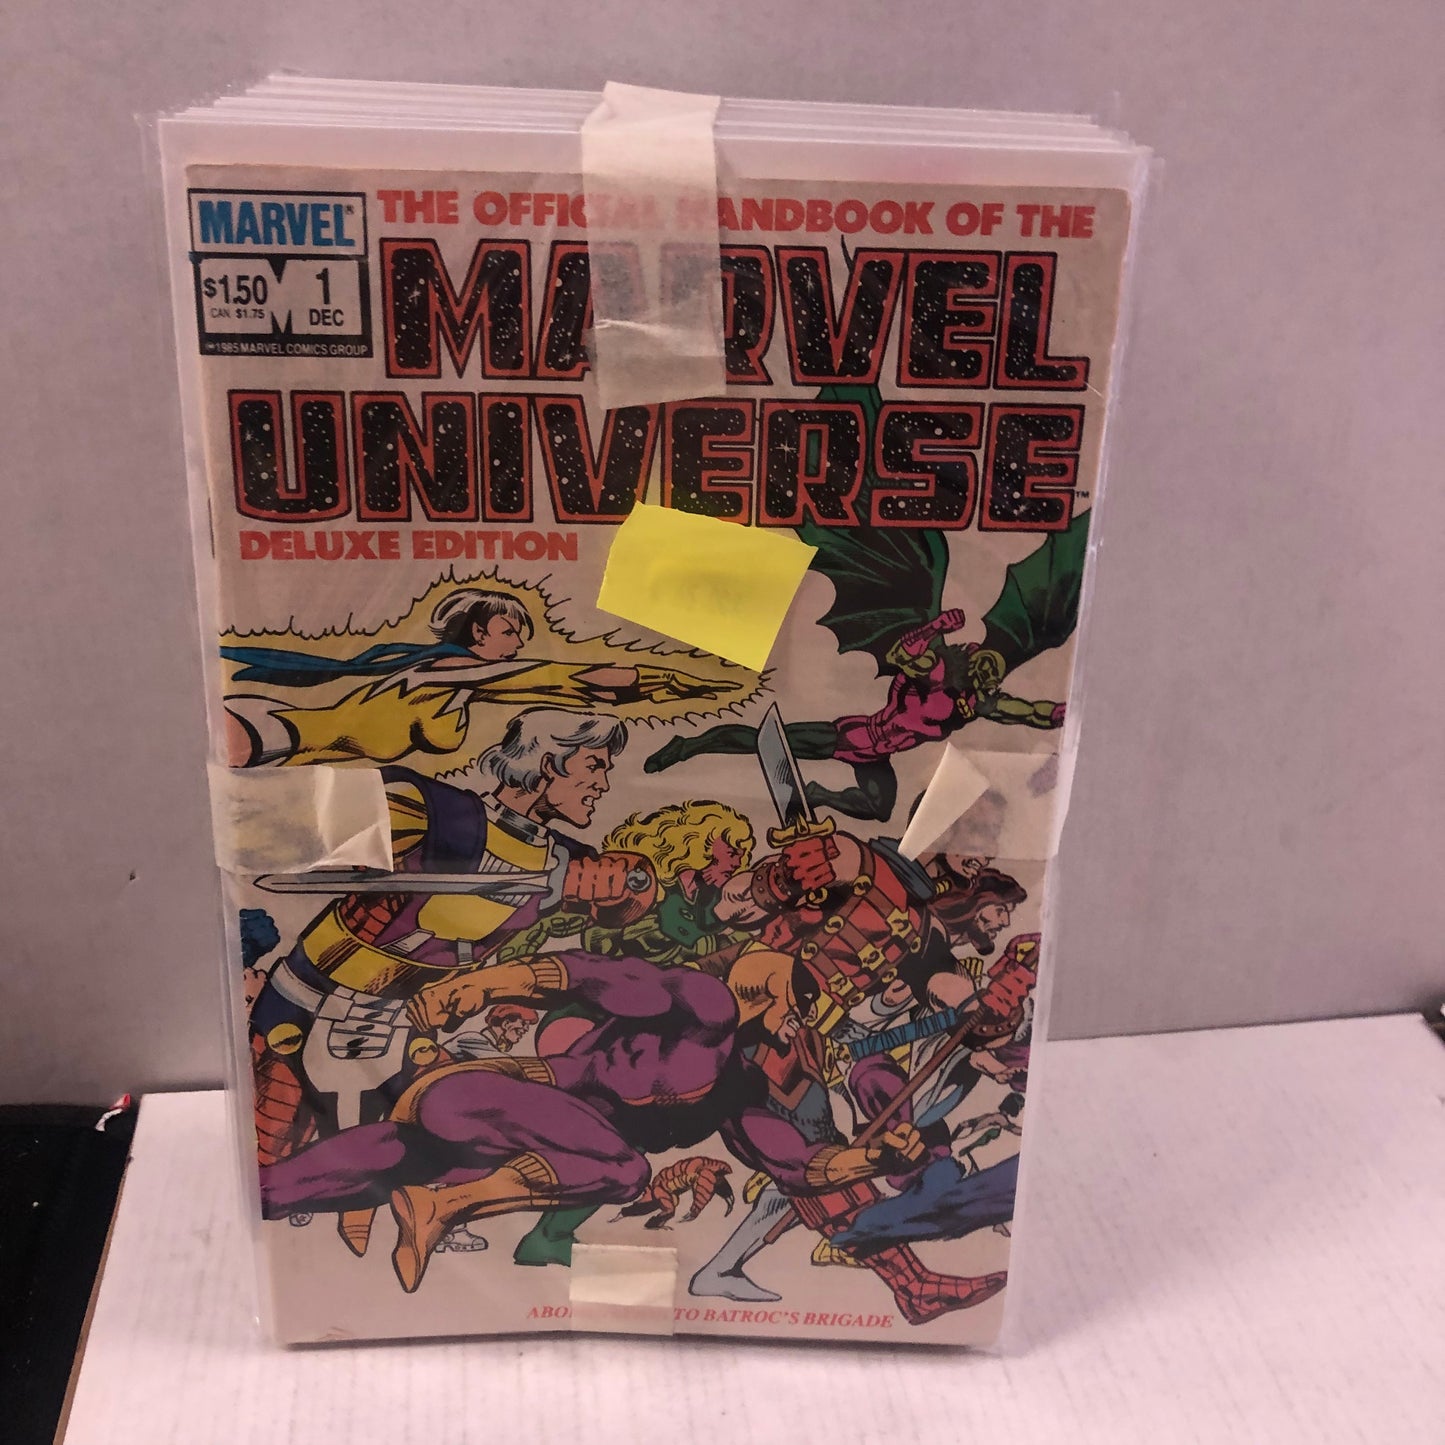 MARVEL®
$1.50
1
CAN. $1.75
DEC
1985 MARVEL COMICS GROUP
THE OFFICIAL HANDBOOK OF THE
MARVEL
UNIVERSE™
DELUXE EDITION
TO BATROC'S BRIGADE